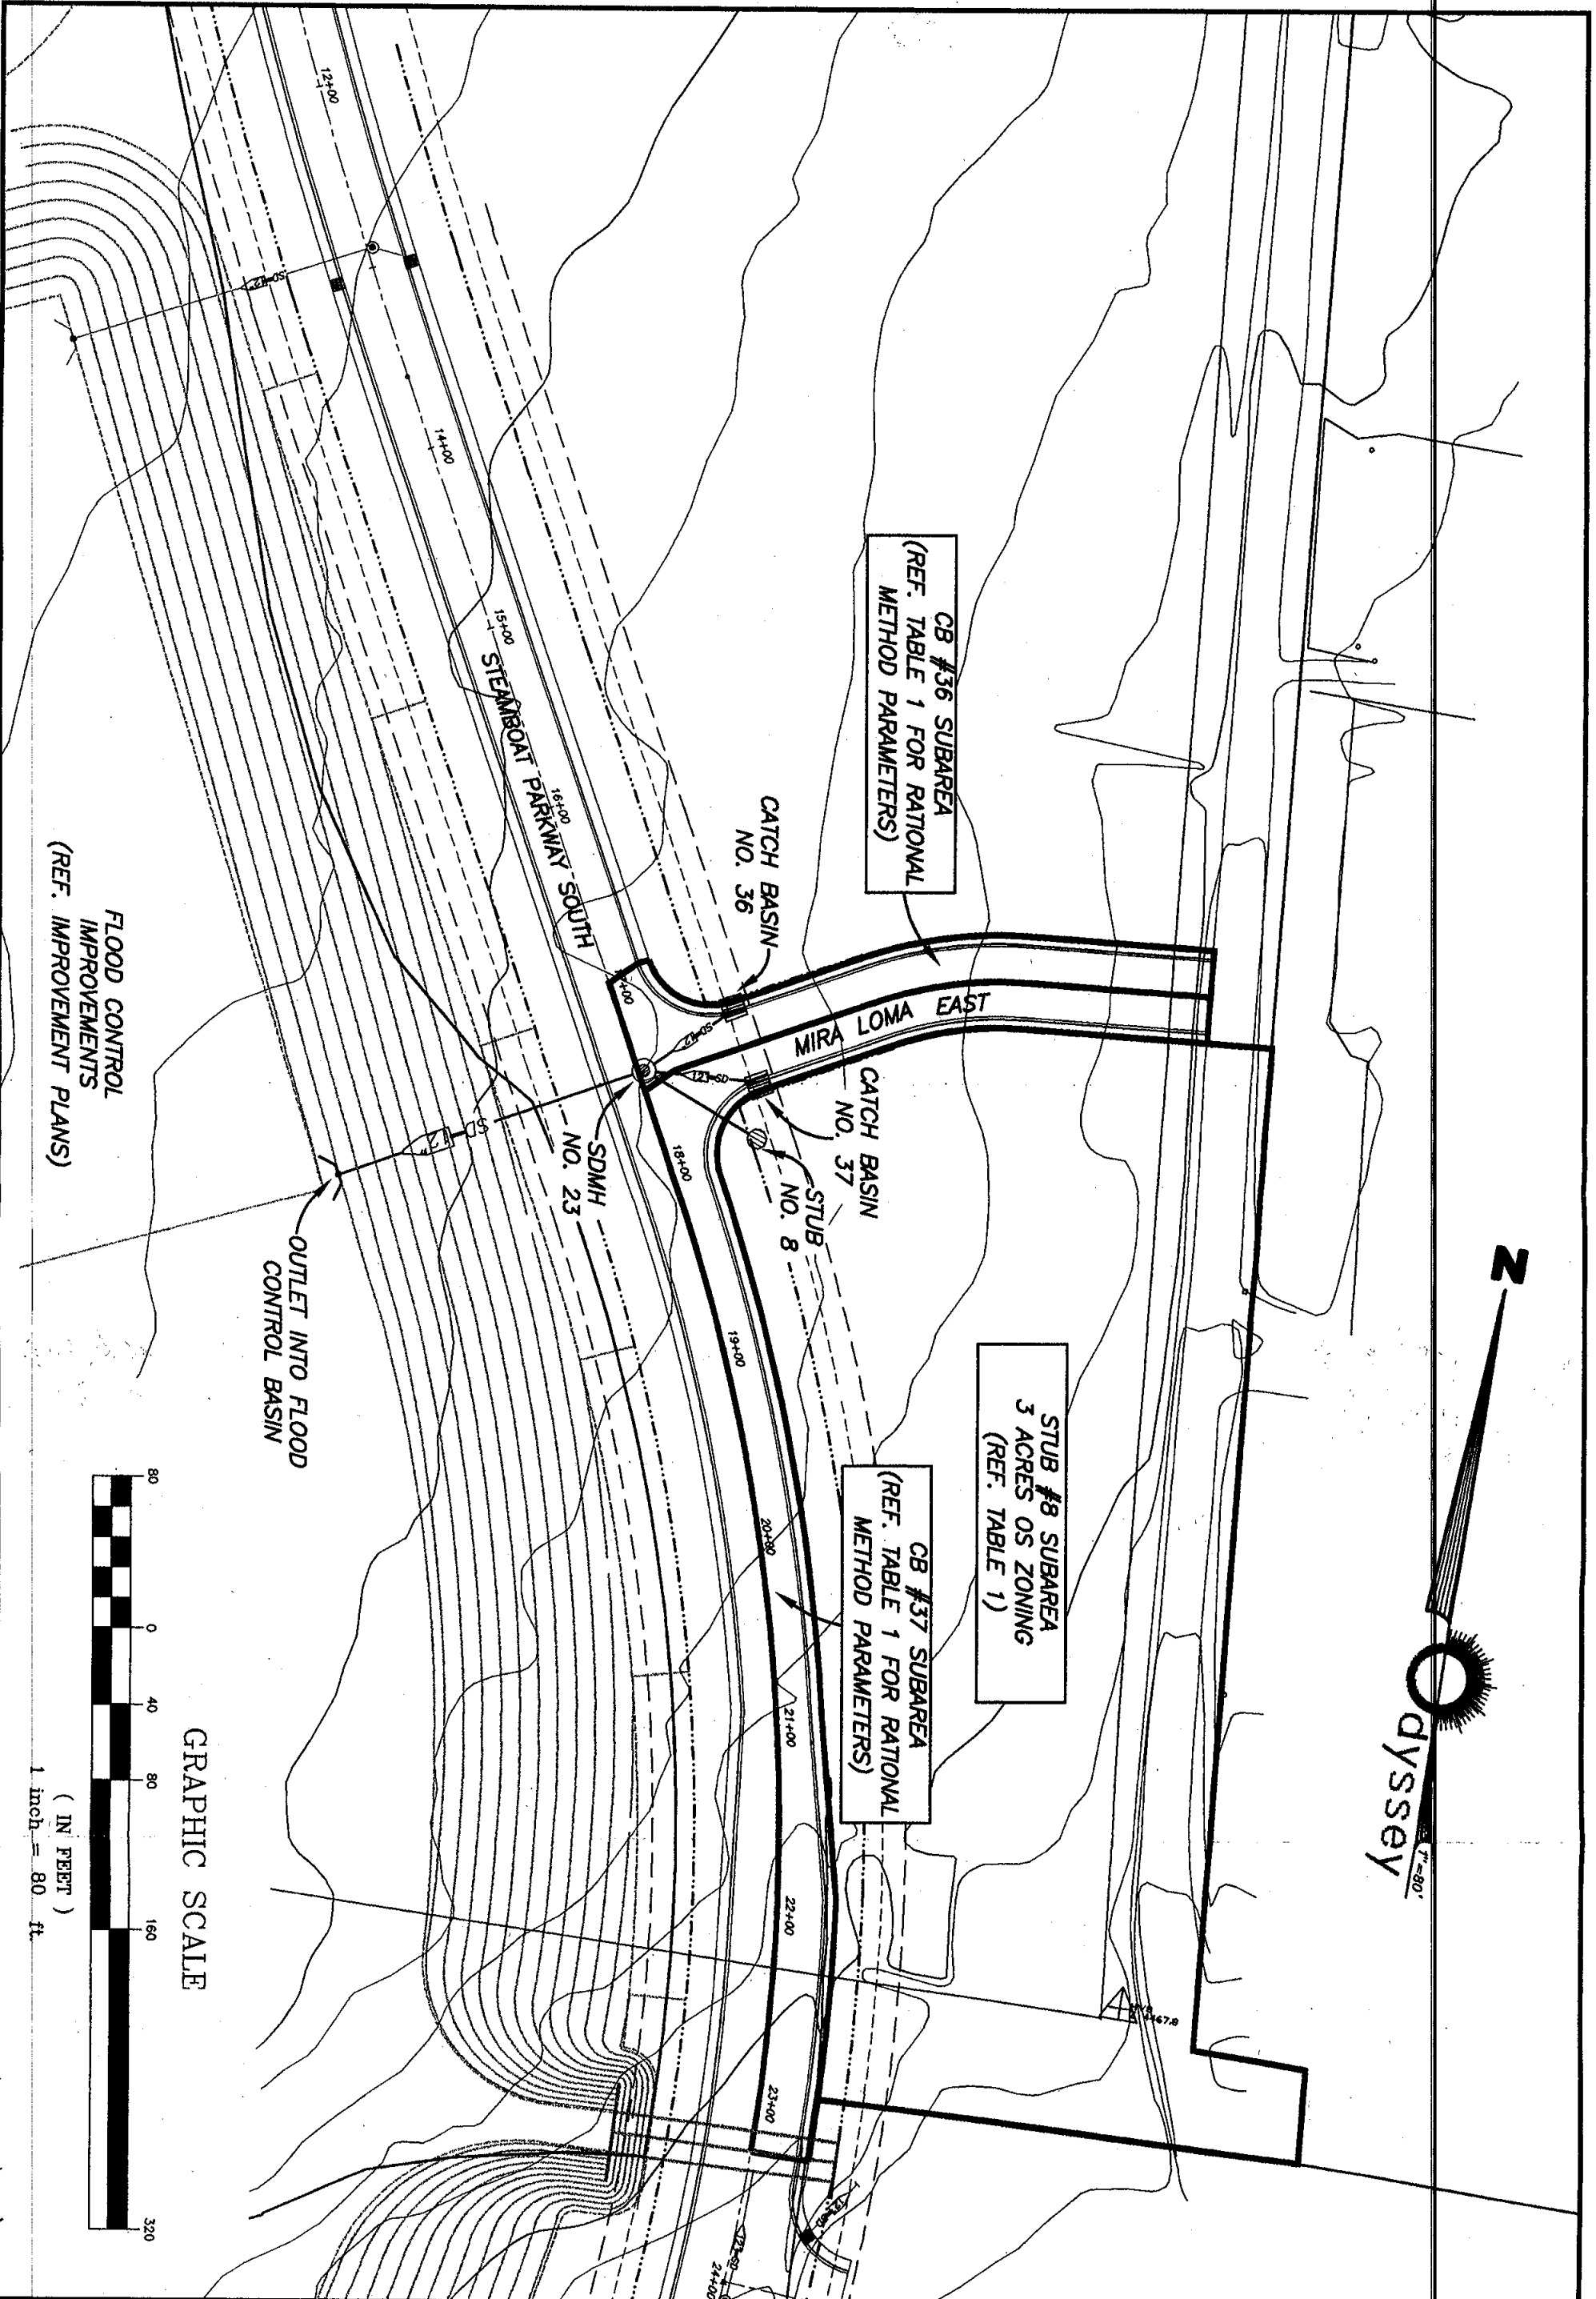 N
Odyssey
1"=80'
CB #36 SUBAREA
(REF. TABLE 1 FOR RATIONAL
METHOD PARAMETERS)
STUB #8 SUBAREA
3 ACRES OS ZONING
(REF. TABLE 1)
CB #37 SUBAREA
(REF. TABLE 1 FOR RATIONAL
METHOD PARAMETERS)
CATCH BASIN
NO. 36
MIRA LOMA EAST
CATCH BASIN
NO. 37
STUB
NO. 8
SDMH
NO. 23
STEAMBOAT PARKWAY SOUTH
12+00
14+00
15+00
16+00
18+00
19+00
20+00
21+00
22+00
23+00
24+00
OUTLET INTO FLOOD
CONTROL BASIN
FLOOD CONTROL
IMPROVEMENTS
(REF. IMPROVEMENT PLANS)
GRAPHIC SCALE
80
0
40
80
160
320
( IN FEET )
1 inch = 80 ft.